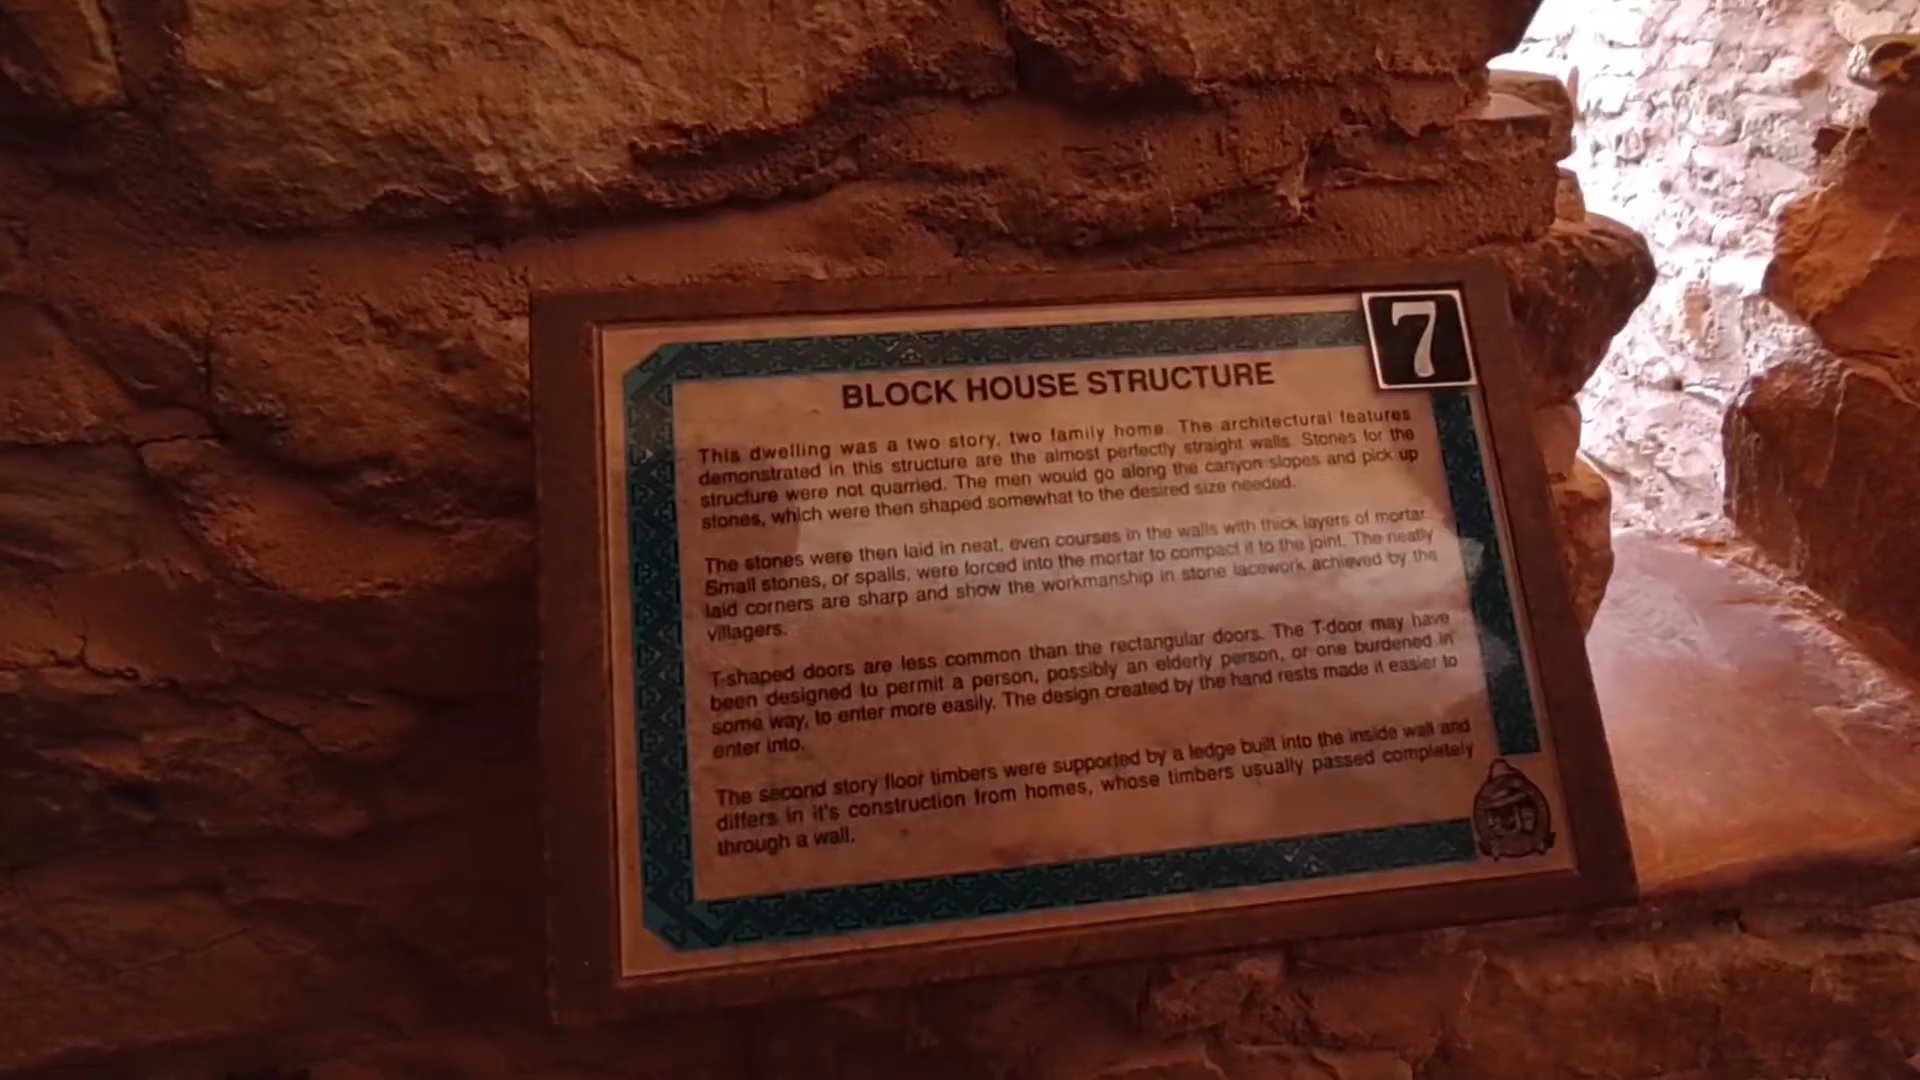 7
BLOCK HOUSE STRUCTURE
This dwelling was a two story, two family home. The architectural features
demonstrated in this structure are the almost perfectly straight walls. Stones for the
structure were not quarried. The men would go along the canyon slopes and pick up
stones, which were then shaped somewhat to the desired size needed.
The stones were then laid in neat, even courses in the walls with thick layers of mortar.
Small stones, or spalls, were forced into the mortar to compact it to the joint. The neatly
laid corners are sharp and show the workmanship in stone lacework achieved by the
villagers.
T-shaped doors are less common than the rectangular doors. The T-door may have
been designed to permit a person, possibly an elderly person, or one burdened in
some way, to enter more easily. The design created by the hand rests made it easier to
enter into.
The second story floor timbers were supported by a ledge built into the inside wall and
differs in it's construction from homes, whose timbers usually passed completely
through a wall.